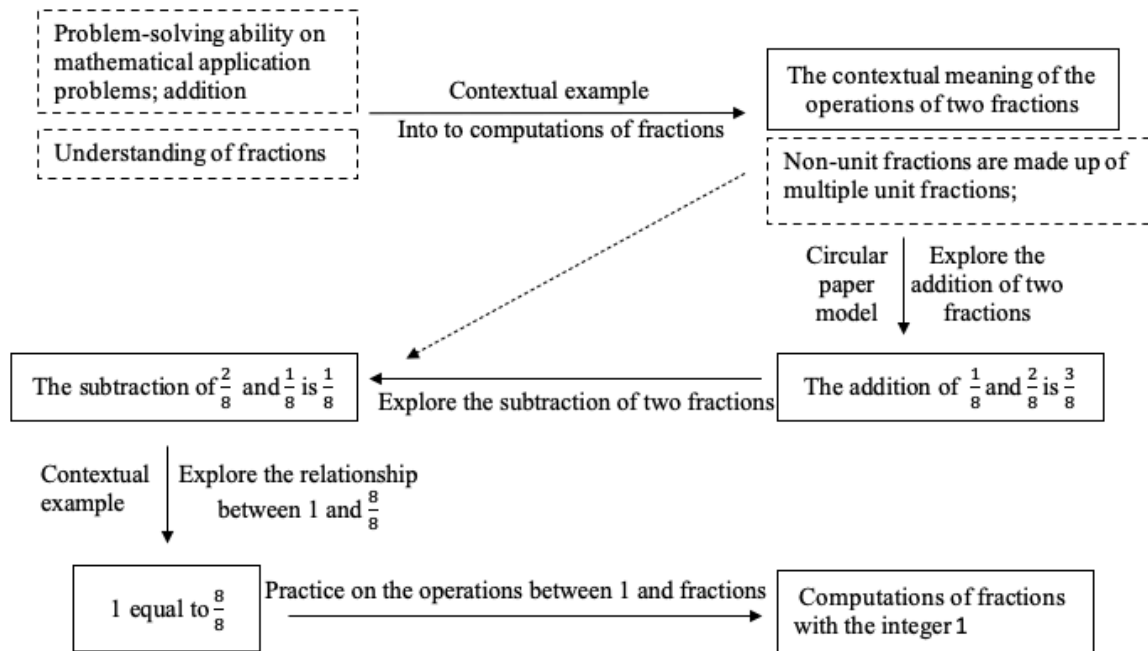 Problem-solving ability on
mathematical application
problems; addition
Understanding of fractions
Contextual example
Into to computations of fractions
The contextual meaning of the
operations of two fractions
Non-unit fractions are made up of
multiple unit fractions;
Circular
paper
model
Explore the
addition of two
fractions
The addition of 1/8 and 2/8 is 3/8
Explore the subtraction of two fractions
The subtraction of 2/8 and 1/8 is 1/8
Contextual
example
Explore the relationship
between 1 and 8/8
1 equal to 8/8
Practice on the operations between 1 and fractions
Computations of fractions
with the integer 1